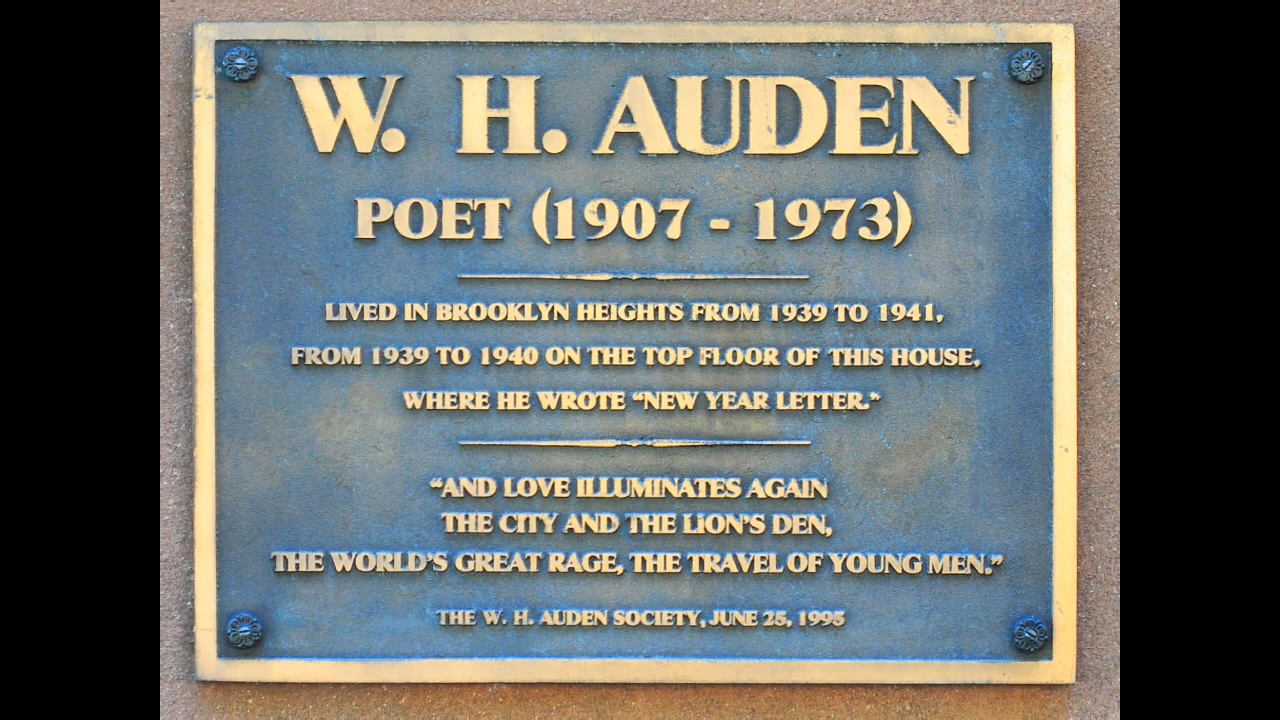 W. H. AUDEN
POET (1907 - 1973)
LIVED IN BROOKLYN HEIGHTS FROM 1939 TO 1941,
FROM 1939 TO 1940 ON THE TOP FLOOR OF THIS HOUSE,
WHERE HE WROTE “NEW YEAR LETTER.”
“AND LOVE ILLUMINATES AGAIN
THE CITY AND THE LION’S DEN,
THE WORLD’S GREAT RAGE, THE TRAVEL OF YOUNG MEN.”
THE W. H. AUDEN SOCIETY, JUNE 25, 1995